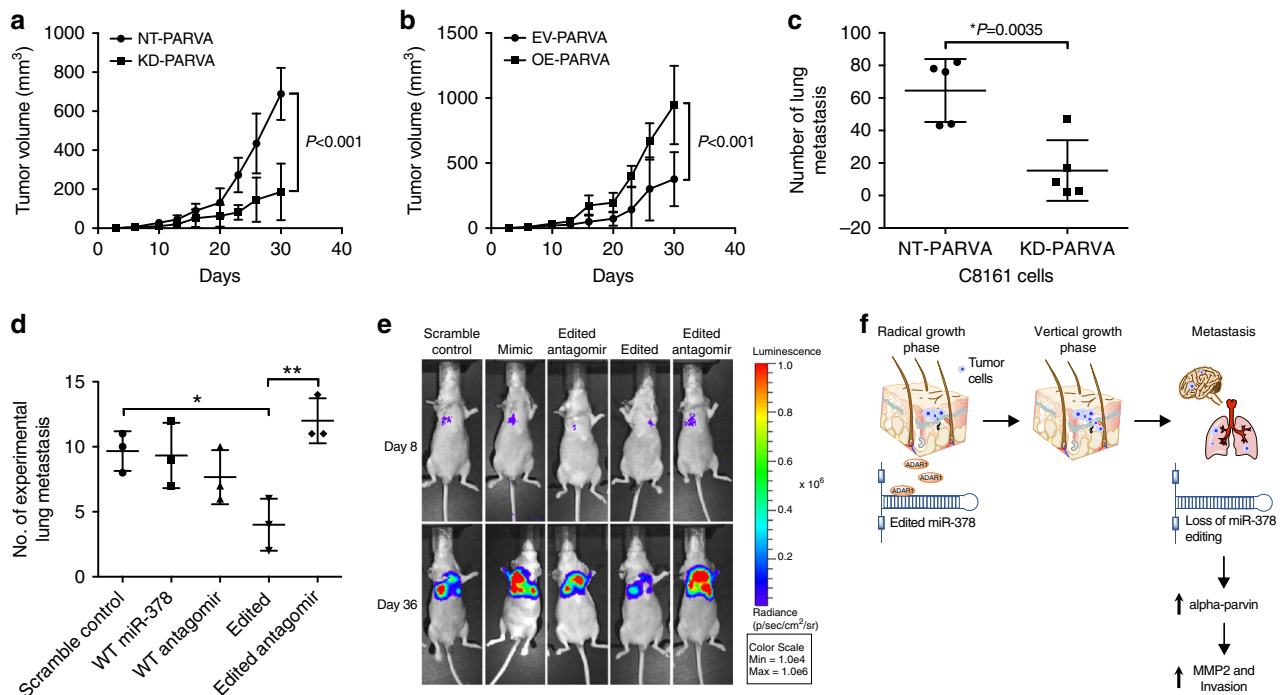 a
1000
800
600
400
200
0
Tumor volume (mm3)
NT-PARVA
KD-PARVA
P<0.001
0 10 20 30 40
Days
b
1500
1000
500
0
Tumor volume (mm3)
EV-PARVA
OE-PARVA
P<0.001
0 10 20 30 40
Days
c
*P=0.0035
100
80
60
40
20
0
–20
Number of lung
metastasis
NT-PARVA KD-PARVA
C8161 cells
d
15
10
5
0
No. of experimental
lung metastasis
*
**
Scramble control
WT miR-378
WT antagomir
Edited
Edited antagomir
e
Scramble
control
Mimic
Edited
antagomir
Edited
Edited
antagomir
Day 8
Day 36
Luminescence
1.0
0.8
0.6
x 10⁶
0.4
0.2
Radiance
(p/sec/cm²/sr)
Color Scale
Min = 1.0e4
Max = 1.0e6
f
Radical growth
phase
Vertical growth
phase
Metastasis
Tumor
cells
ADAR1
ADAR1
ADAR1
Edited miR-378
Loss of miR-378
editing
alpha-parvin
MMP2 and
Invasion